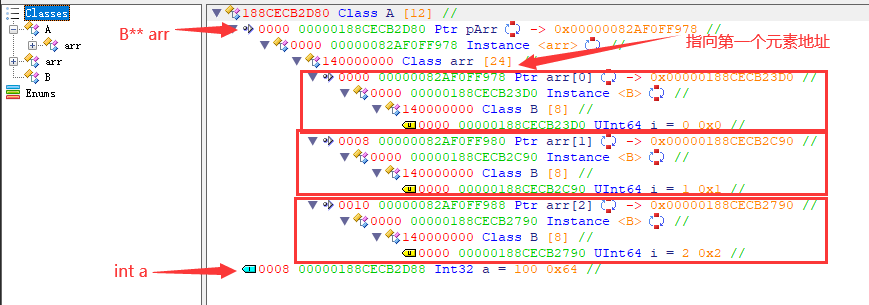 Classes
A
arr
arr
B
Enums
B** arr
int a
指向第一个元素地址
188CECB2D80 Class A [12] //
0000 00000188CECB2D80 Ptr pArr -> 0x00000082AF0FF978 //
0000 00000082AF0FF978 Instance <arr> //
140000000 Class arr [24] //
0000 00000082AF0FF978 Ptr arr[0] -> 0x00000188CECB23D0 //
0000 00000188CECB23D0 Instance <B> //
140000000 Class B [8] //
0000 00000188CECB23D0 UInt64 i = 0 0x0 //
0008 00000082AF0FF980 Ptr arr[1] -> 0x00000188CECB2C90 //
0000 00000188CECB2C90 Instance <B> //
140000000 Class B [8] //
0000 00000188CECB2C90 UInt64 i = 1 0x1 //
0010 00000082AF0FF988 Ptr arr[2] -> 0x00000188CECB2790 //
0000 00000188CECB2790 Instance <B> //
140000000 Class B [8] //
0000 00000188CECB2790 UInt64 i = 2 0x2 //
0008 00000188CECB2D88 Int32 a = 100 0x64 //